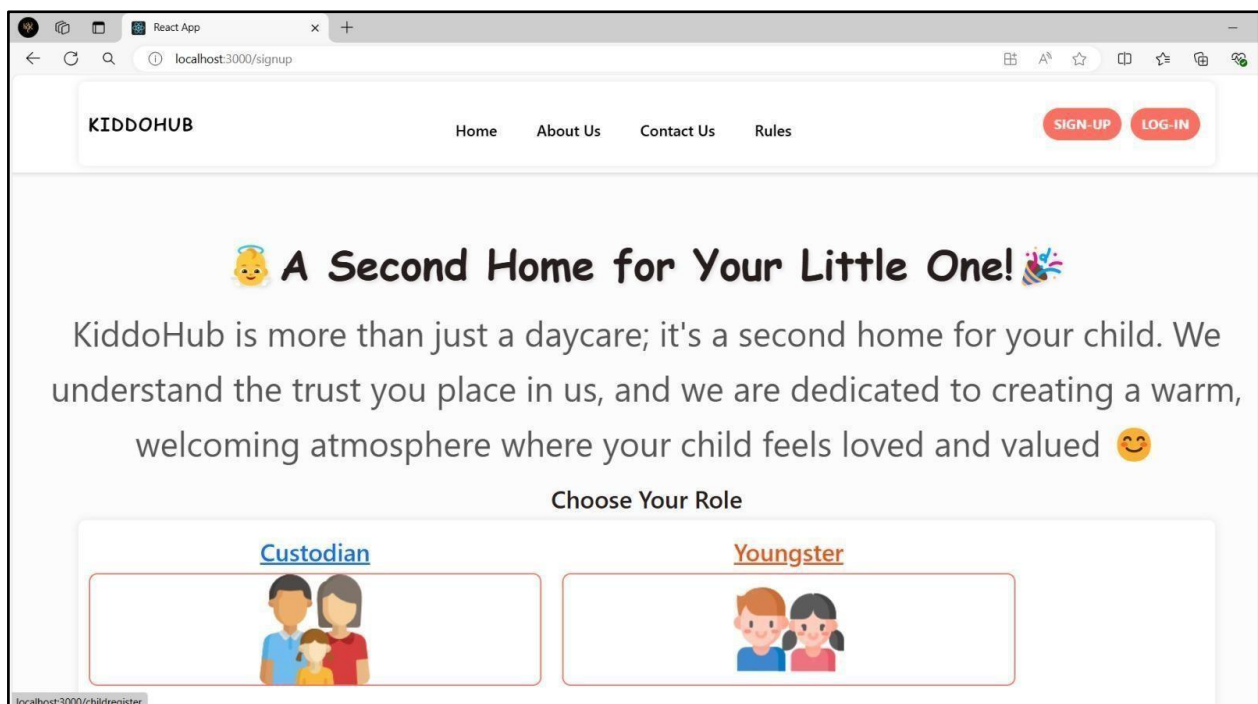 React App
localhost:3000/signup
KIDDOHUB
Home About Us Contact Us Rules
SIGN-UP LOG-IN
A Second Home for Your Little One!
KiddoHub is more than just a daycare; it's a second home for your child. We
understand the trust you place in us, and we are dedicated to creating a warm,
welcoming atmosphere where your child feels loved and valued 😊
Choose Your Role
Custodian Youngster
localhost:3000/childregister